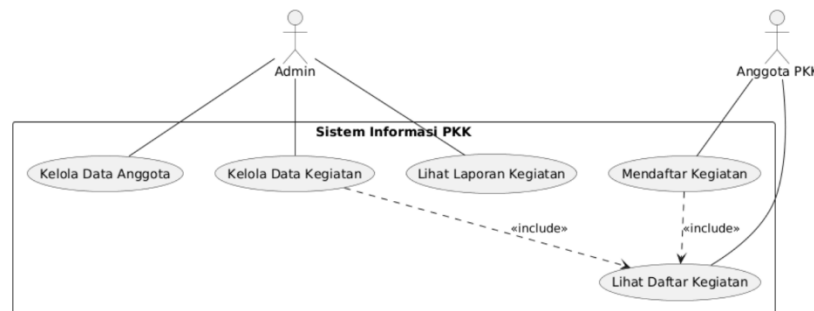 Admin
Anggota PKK
Sistem Informasi PKK
Kelola Data Anggota
Kelola Data Kegiatan
Lihat Laporan Kegiatan
Mendaftar Kegiatan
«include»
«include»
Lihat Daftar Kegiatan